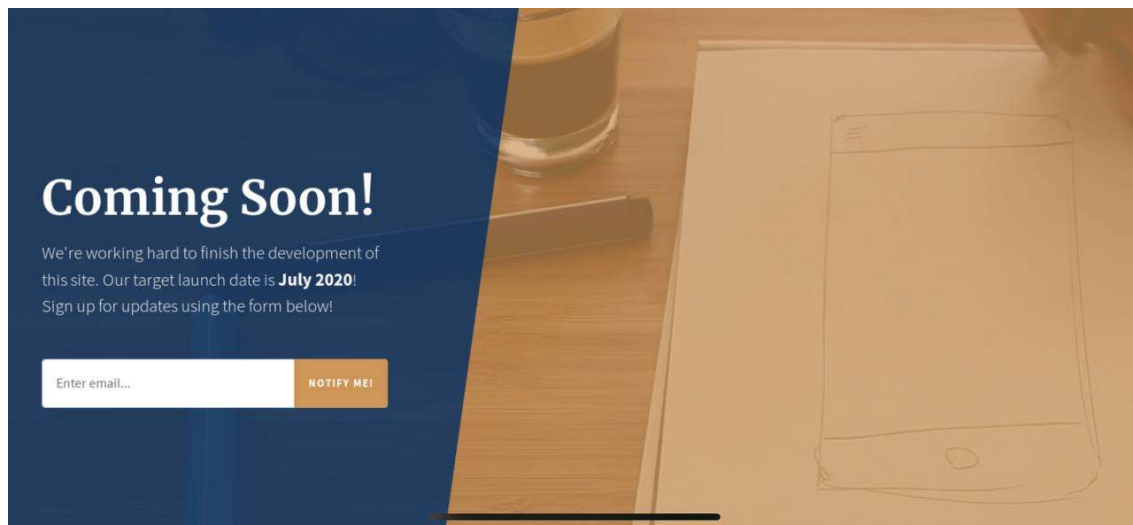 Coming Soon!
We're working hard to finish the development of
this site. Our target launch date is July 2020!
Sign up for updates using the form below!
Enter email...
NOTIFY ME!